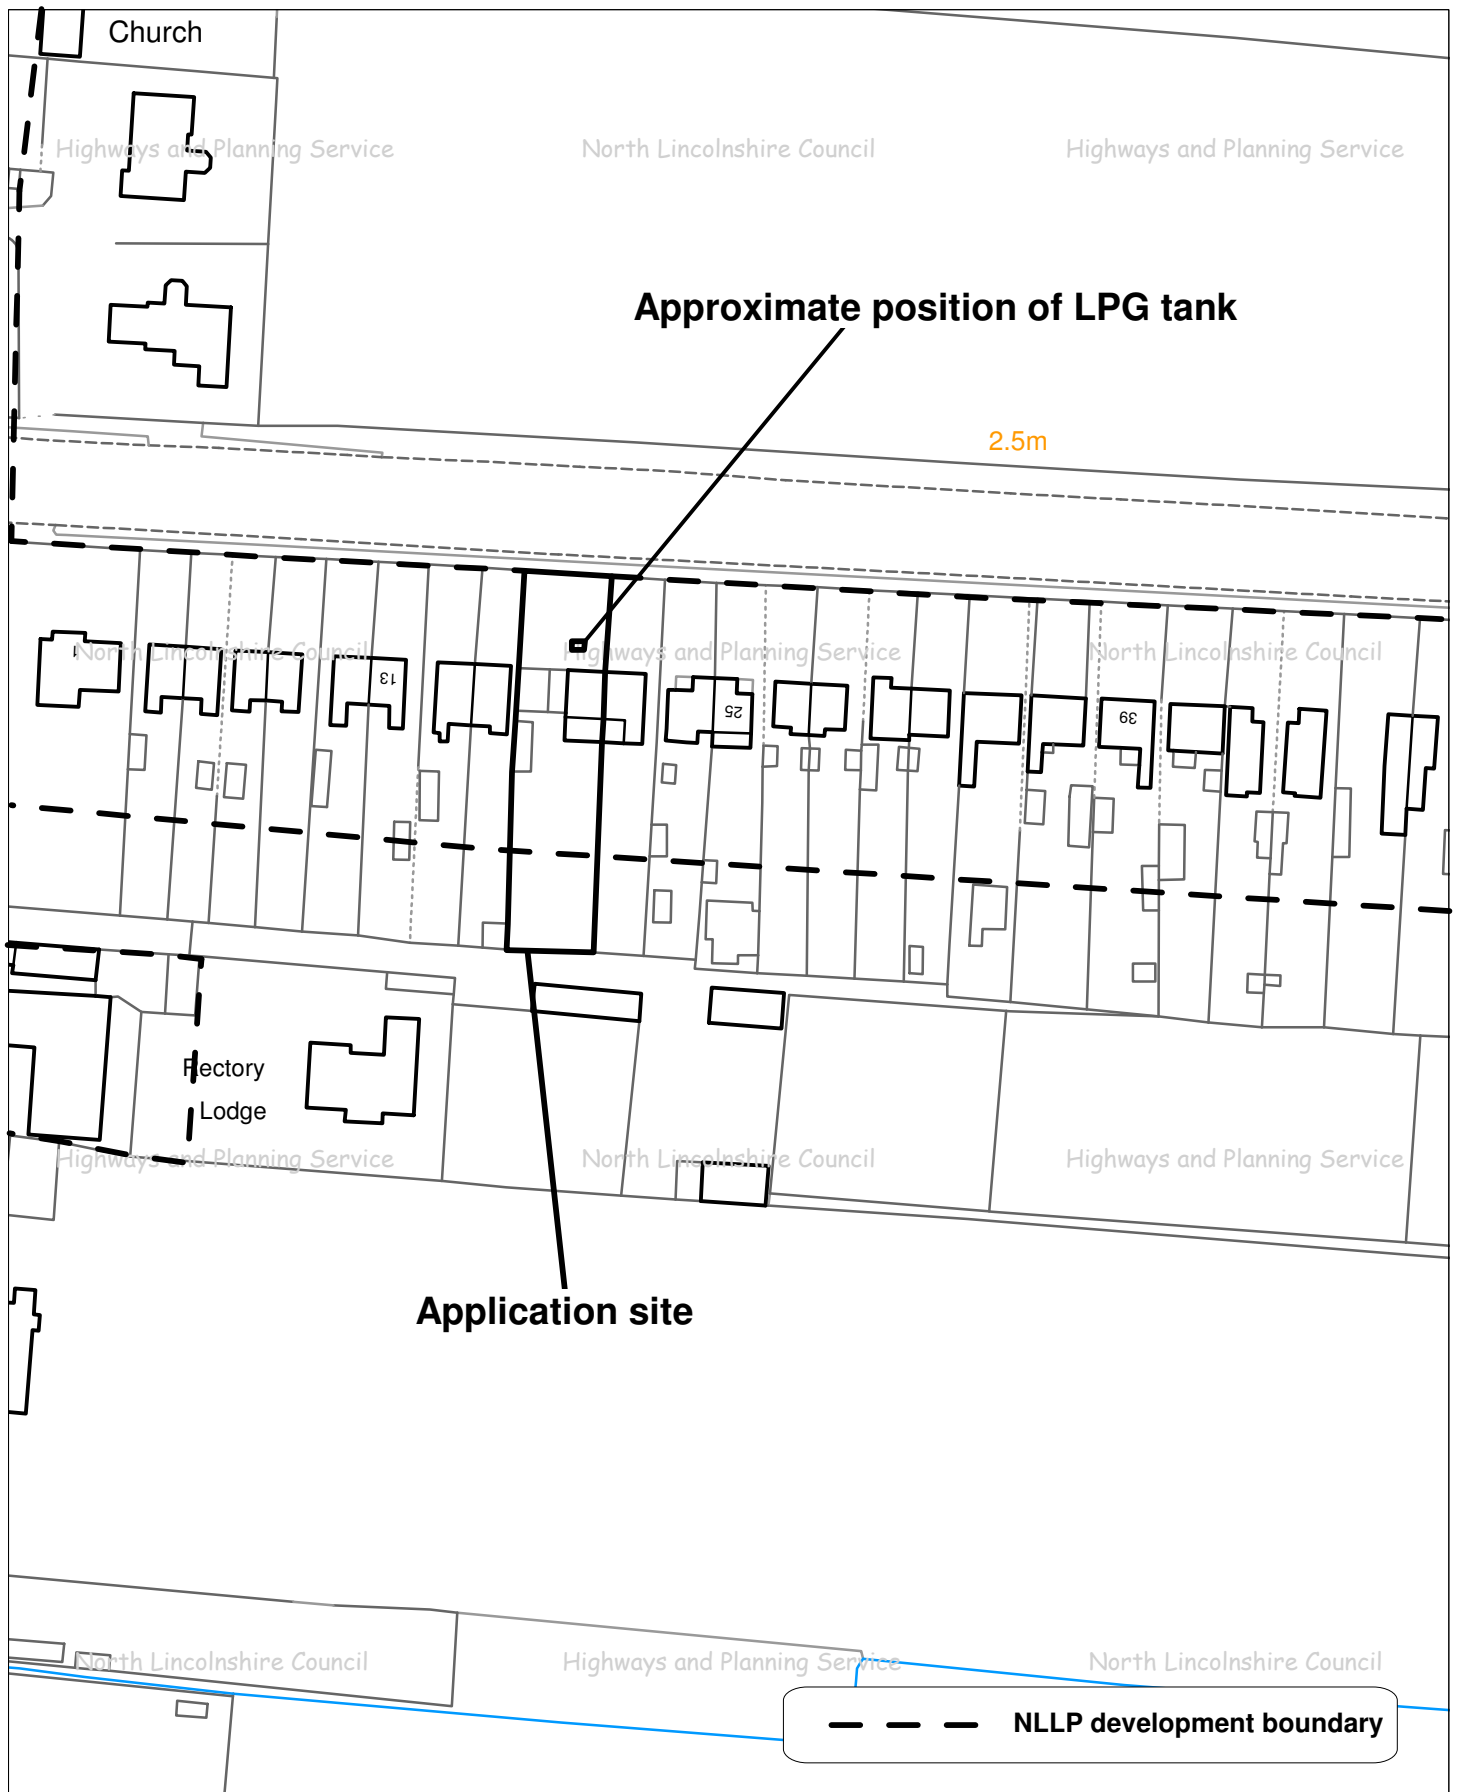 Church
Highways and Planning Service North Lincolnshire Council Highways and Planning Service
Approximate position of LPG tank
2.5m
1
North Lincolnshire Council Highways and Planning Service North Lincolnshire Council
13
25
39
Rectory
Lodge
Highways and Planning Service North Lincolnshire Council Highways and Planning Service
Application site
North Lincolnshire Council Highways and Planning Service North Lincolnshire Council
NLLP development boundary